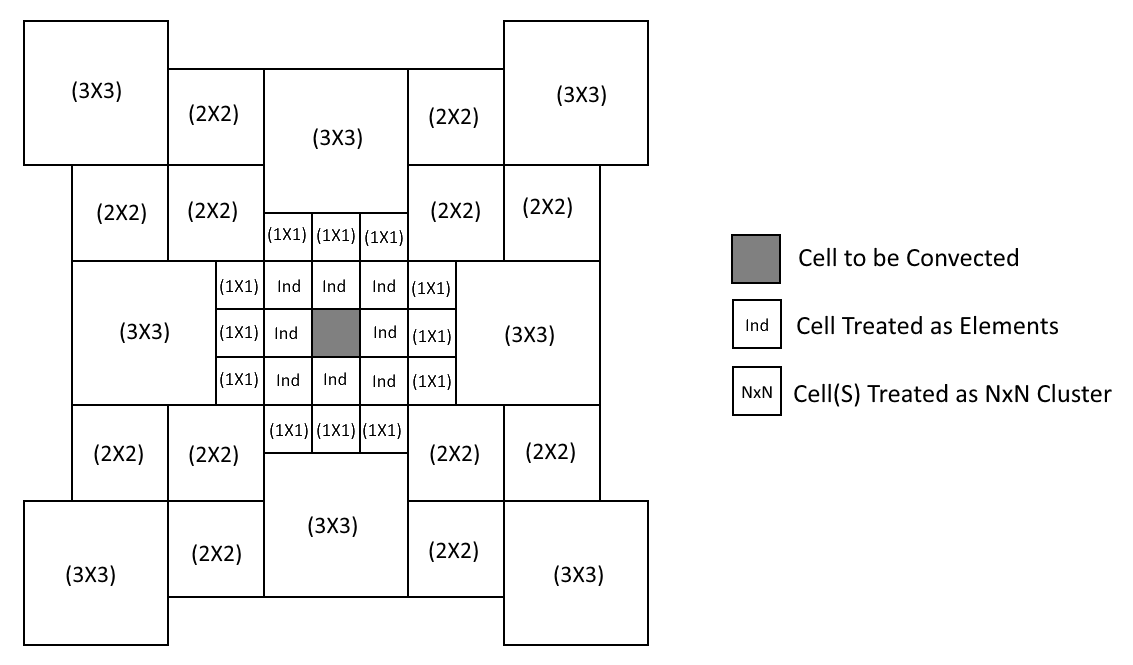 (3X3)
(3X3)
(2X2)
(2X2)
(3X3)
(2X2)
(2X2)
(2X2)
(2X2)
(1X1)
(1X1)
(1X1)
(1X1)
Ind
Ind
Ind
(1X1)
(3X3)
(1X1)
Ind
Ind
(1X1)
(3X3)
(1X1)
Ind
Ind
Ind
(1X1)
(1X1)
(1X1)
(1X1)
(2X2)
(2X2)
(2X2)
(2X2)
(3X3)
(2X2)
(2X2)
(3X3)
(3X3)
Cell to be Convected
Ind
Cell Treated as Elements
NxN
Cell(S) Treated as NxN Cluster